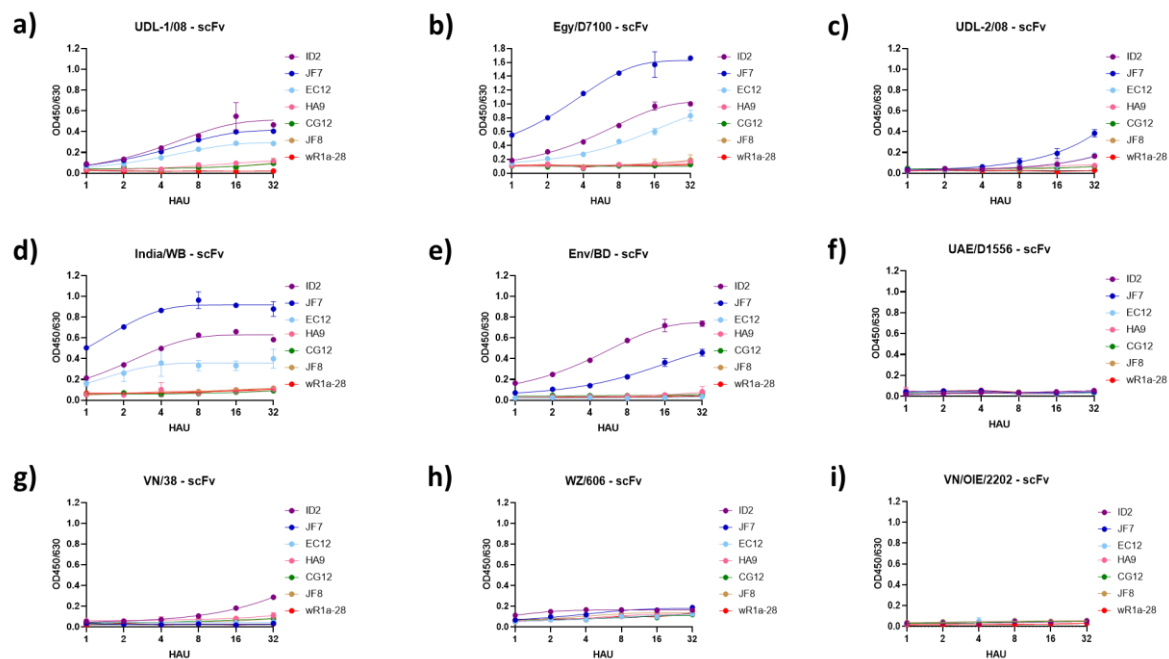 a)
UDL-1/08 - scFv
OD450/630
1.2
1.0
0.8
0.6
0.4
0.2
0.0
1 2 4 8 16 32
HAU
ID2
JF7
EC12
HA9
CG12
JF8
wR1a-28
b)
Egy/D7100 - scFv
OD450/630
1.8
1.6
1.4
1.2
1.0
0.8
0.6
0.4
0.2
0.0
1 2 4 8 16 32
HAU
ID2
JF7
EC12
HA9
CG12
JF8
wR1a-28
c)
UDL-2/08 - scFv
OD450/630
1.2
1.0
0.8
0.6
0.4
0.2
0.0
1 2 4 8 16 32
HAU
ID2
JF7
EC12
HA9
CG12
JF8
wR1a-28
d)
India/WB - scFv
OD450/630
1.2
1.0
0.8
0.6
0.4
0.2
0.0
1 2 4 8 16 32
HAU
ID2
JF7
EC12
HA9
CG12
JF8
wR1a-28
e)
Env/BD - scFv
OD450/630
1.2
1.0
0.8
0.6
0.4
0.2
0.0
1 2 4 8 16 32
HAU
ID2
JF7
EC12
HA9
CG12
JF8
wR1a-28
f)
UAE/D1556 - scFv
OD450/630
1.2
1.0
0.8
0.6
0.4
0.2
0.0
1 2 4 8 16 32
HAU
ID2
JF7
EC12
HA9
CG12
JF8
wR1a-28
g)
VN/38 - scFv
OD450/630
1.2
1.0
0.8
0.6
0.4
0.2
0.0
1 2 4 8 16 32
HAU
ID2
JF7
EC12
HA9
CG12
JF8
wR1a-28
h)
WZ/606 - scFv
OD450/630
1.2
1.0
0.8
0.6
0.4
0.2
0.0
1 2 4 8 16 32
HAU
ID2
JF7
EC12
HA9
CG12
JF8
wR1a-28
i)
VN/OIE/2202 - scFv
OD450/630
1.2
1.0
0.8
0.6
0.4
0.2
0.0
1 2 4 8 16 32
HAU
ID2
JF7
EC12
HA9
CG12
JF8
wR1a-28